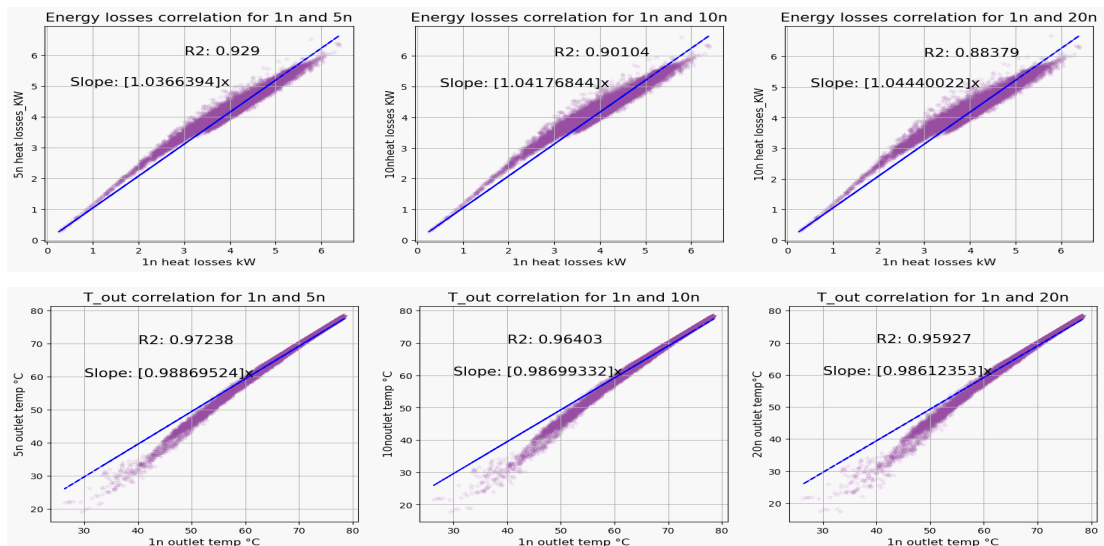 Energy losses correlation for 1n and 5n
R2: 0.929
Slope: [1.0366394]x
5n heat losses_KW
0
1
2
3
4
5
6
0
1
2
3
4
5
6
1n heat losses kW
Energy losses correlation for 1n and 10n
R2: 0.90104
Slope: [1.04176844]x
10nheat losses_KW
0
1
2
3
4
5
6
0
1
2
3
4
5
6
1n heat losses kW
Energy losses correlation for 1n and 20n
R2: 0.88379
Slope: [1.04440022]x
10n heat losses_KW
0
1
2
3
4
5
6
0
1
2
3
4
5
6
1n heat losses kW
T_out correlation for 1n and 5n
R2: 0.97238
Slope: [0.98869524]x
5n outlet temp °C
20
30
40
50
60
70
80
30
40
50
60
70
80
1n outlet temp °C
T_out correlation for 1n and 10n
R2: 0.96403
Slope: [0.98699332]x
10noutlet temp °C
20
30
40
50
60
70
80
30
40
50
60
70
80
1n outlet temp °C
T_out correlation for 1n and 20n
R2: 0.95927
Slope: [0.98612353]x
20n outlet temp°C
20
30
40
50
60
70
80
30
40
50
60
70
80
1n outlet temp °C